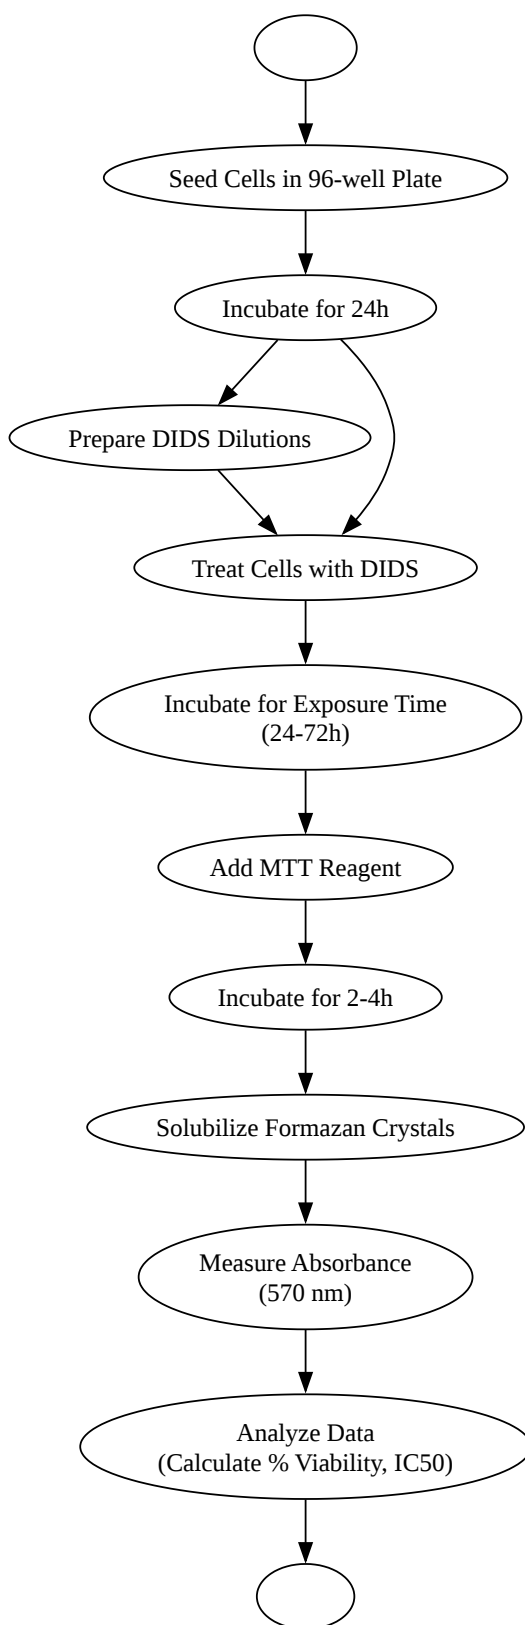 Seed Cells in 96-well Plate
Incubate for 24h
Prepare DIDS Dilutions
Treat Cells with DIDS
Incubate for Exposure Time
(24-72h)
Add MTT Reagent
Incubate for 2-4h
Solubilize Formazan Crystals
Measure Absorbance
(570 nm)
Analyze Data
(Calculate % Viability, IC50)